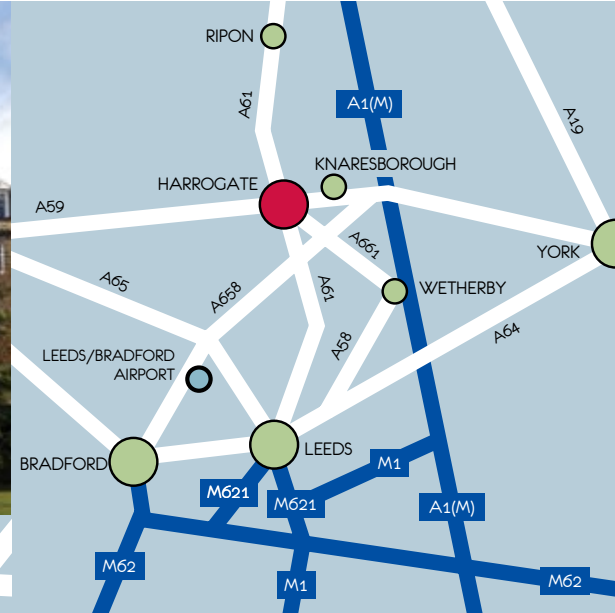 RIPON
A61
A1(M)
A19
KNARESBOROUGH
HARROGATE
A59
A661
YORK
A65
A658
A61
WETHERBY
A58
A64
LEEDS/BRADFORD
AIRPORT
BRADFORD
LEEDS
M1
M621
M621
A1(M)
M62
M1
M62